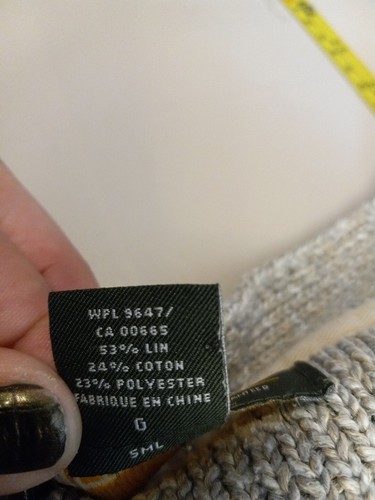 WPL 9647/
CA 00665
53% LIN
24% COTON
23% POLYESTER
FABRIQUE EN CHINE
G
SML